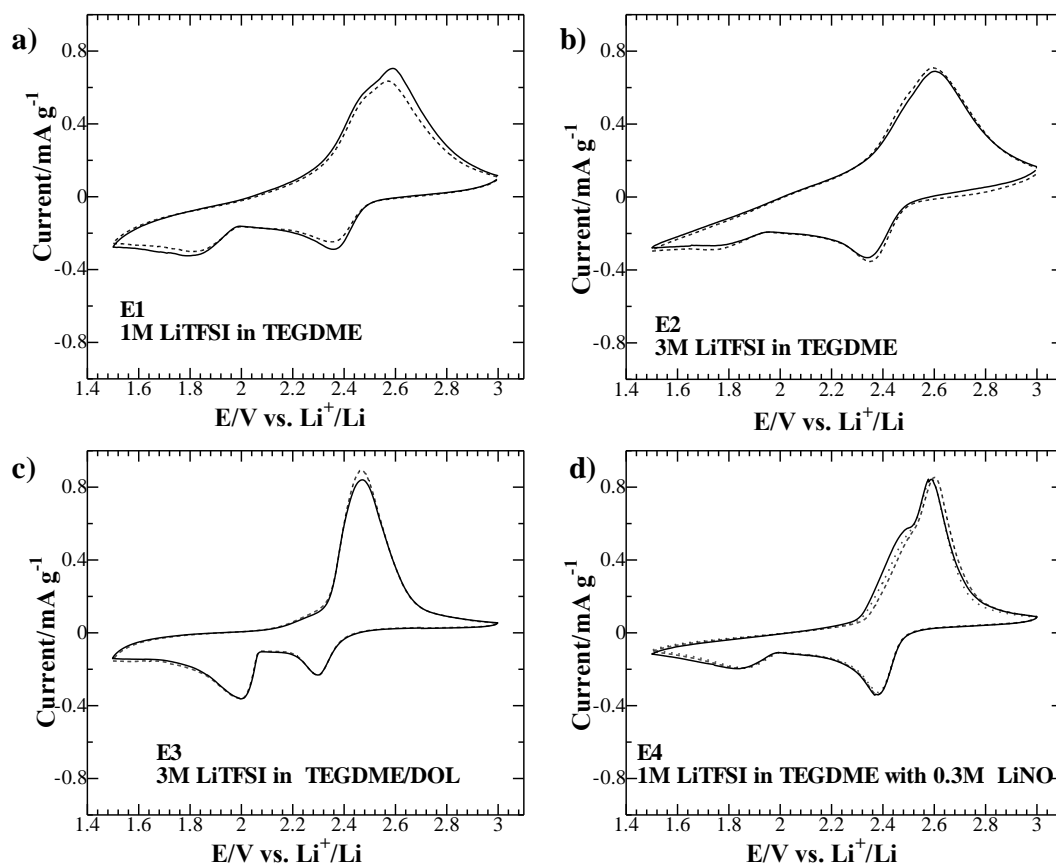 a)
Current/mA g-1
0.8
0.4
0
-0.4
-0.8
E1
1M LiTFSI in TEGDME
1.4 1.6 1.8 2 2.2 2.4 2.6 2.8 3
E/V vs. Li+/Li
b)
Current/mA g-1
0.8
0.4
0
-0.4
-0.8
E2
3M LiTFSI in TEGDME
1.4 1.6 1.8 2 2.2 2.4 2.6 2.8 3
E/V vs. Li+/Li
c)
Current/mA g-1
0.8
0.4
0
-0.4
-0.8
E3
3M LiTFSI in TEGDME/DOL
1.4 1.6 1.8 2 2.2 2.4 2.6 2.8 3
E/V vs. Li+/Li
d)
Current/mA g-1
0.8
0.4
0
-0.4
-0.8
E4
1M LiTFSI in TEGDME with 0.3M LiNO
1.4 1.6 1.8 2 2.2 2.4 2.6 2.8 3
E/V vs. Li+/Li